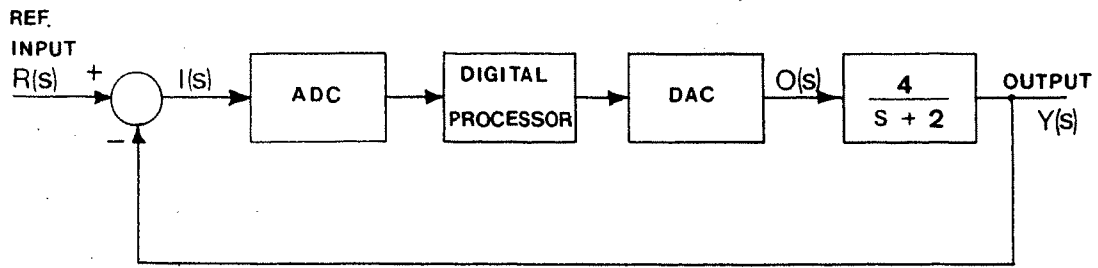 REF.
INPUT
R(s)
+
−
I(s)
ADC
DIGITAL
PROCESSOR
DAC
O(s)
4
S + 2
OUTPUT
Y(s)